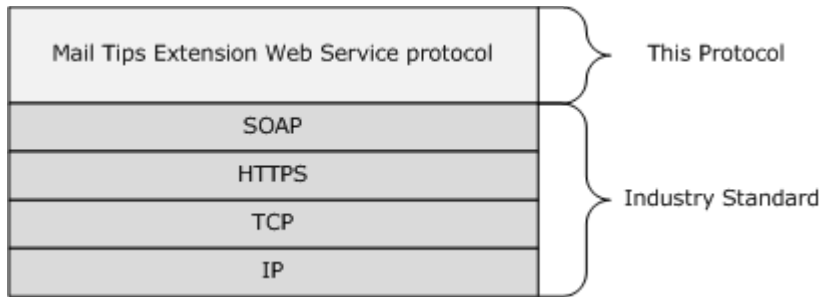 Mail Tips Extension Web Service protocol
This Protocol
SOAP
HTTPS
TCP
IP
Industry Standard